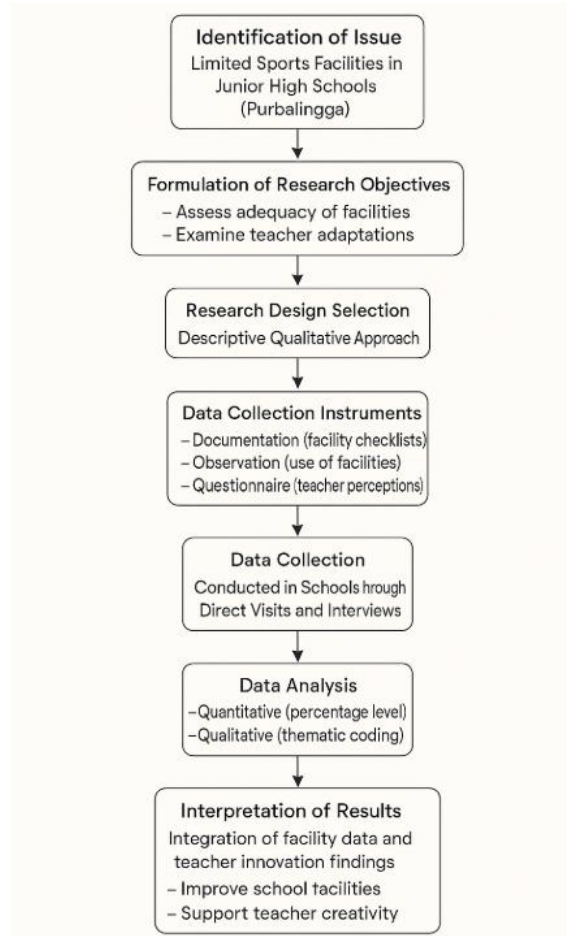 Identification of Issue
Limited Sports Facilities in
Junior High Schools
(Purbalingga)
Formulation of Research Objectives
– Assess adequacy of facilities
– Examine teacher adaptations
Research Design Selection
Descriptive Qualitative Approach
Data Collection Instruments
– Documentation (facility checklists)
– Observation (use of facilities)
– Questionnaire (teacher perceptions)
Data Collection
Conducted in Schools hrough
Direct Visits and Interviews
Data Analysis
–Quantitative (percentage level)
–Qualitative (thematic coding)
Interpretation of Results
Integration of facility data and
teacher innovation findings
– Improve school facilities
– Support teacher creativity